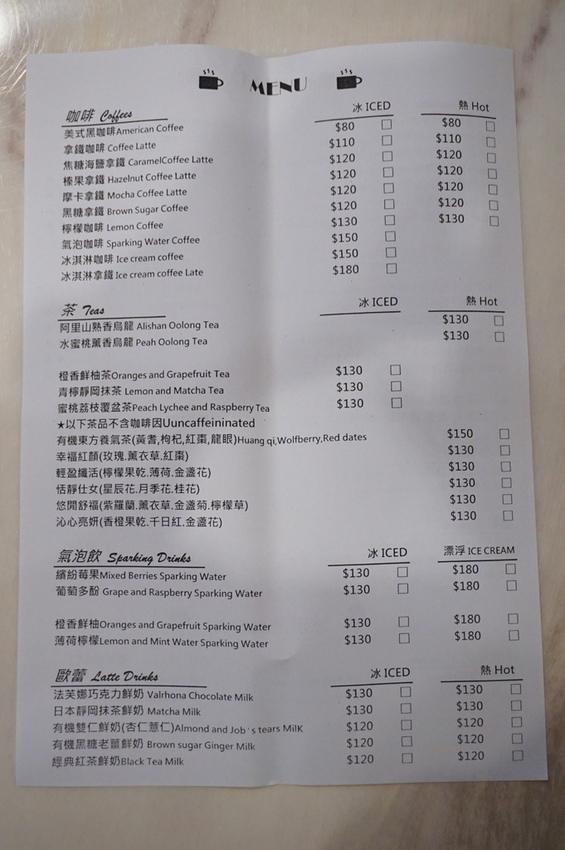 MENU
咖啡 Coffees 冰 ICED 熱 Hot
美式黑咖啡American Coffee $80 □ $80 □
拿鐵咖啡 Coffee Latte $110 □ $110 □
焦糖海鹽拿鐵 CaramelCoffee Latte $120 □ $120 □
榛果拿鐵 Hazelnut Coffee Latte $120 □ $120 □
摩卡拿鐵 Mocha Coffee Latte $120 □ $120 □
黑糖拿鐵 Brown Sugar Coffee $120 □ $120 □
檸檬咖啡 Lemon Coffee $130 □ $130 □
氣泡咖啡 Sparking Water Coffee $150 □
冰淇淋咖啡 Ice cream coffee $150 □
冰淇淋拿鐵 Ice cream coffee Late $180 □
茶 Teas 冰 ICED 熱 Hot
阿里山熟香烏龍 Alishan Oolong Tea $130 □
水蜜桃薰香烏龍 Peah Oolong Tea $130 □
橙香鮮柚茶Oranges and Grapefruit Tea $130 □
青檸靜岡抹茶 Lemon and Matcha Tea $130 □
蜜桃荔枝覆盆茶Peach Lychee and Raspberry Tea $130 □
★以下茶品不含咖啡因Uuncaffeininated
有機東方養氣茶(黃耆,枸杞,紅棗,龍眼)Huang qi,Wolfberry,Red dates $150 □
幸福紅顏(玫瑰.薰衣草.紅棗) $130 □
輕盈纖活(檸檬果乾.薄荷.金盞花) $130 □
恬靜仕女(星辰花.月季花.桂花) $130 □
悠閒舒福(紫羅蘭.薰衣草.金盞菊.檸檬草) $130 □
沁心亮妍(香橙果乾.千日紅.金盞花) $130 □
氣泡飲 Sparking Drinks 冰 ICED 漂浮 ICE CREAM
繽紛莓果Mixed Berries Sparking Water $130 □ $180 □
葡萄多酚 Grape and Raspberry Sparking Water $130 □ $180 □
橙香鮮柚Oranges and Grapefruit Sparking Water $130 □ $180 □
薄荷檸檬Lemon and Mint Water Sparking Water $130 □ $180 □
歐蕾 Latte Drinks 冰 ICED 熱 Hot
法芙娜巧克力鮮奶 Valrhona Chocolate Milk $130 □ $130 □
日本靜岡抹茶鮮奶 Matcha Milk $130 □ $130 □
有機雙仁鮮奶(杏仁薏仁)Almond and Job's tears MilK $120 □ $120 □
有機黑糖老薑鮮奶 Brown sugar Ginger Milk $120 □ $120 □
經典紅茶鮮奶Black Tea Milk $120 □ $120 □